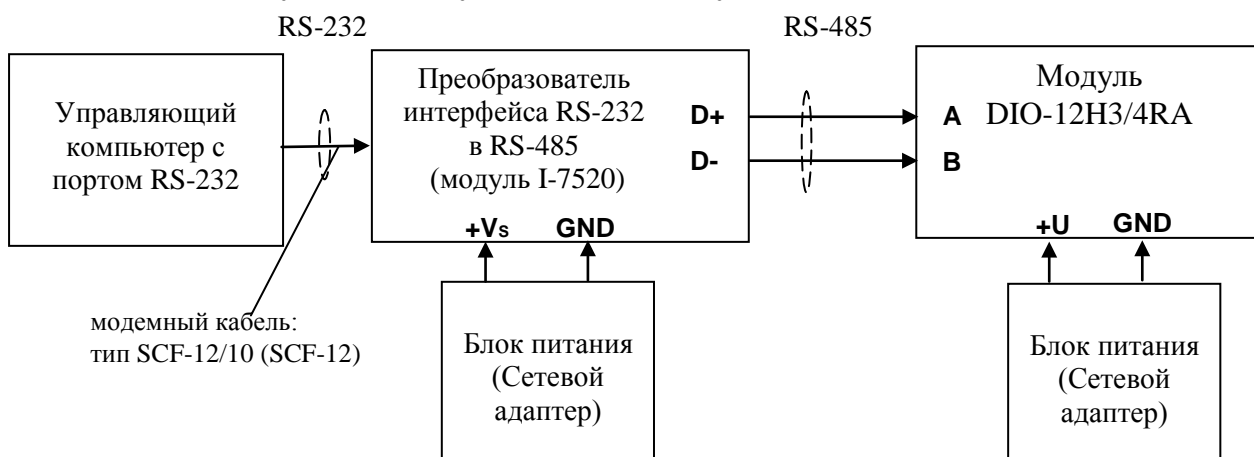 RS-232
RS-485
Управляющий
компьютер с
портом RS-232
Преобразователь
интерфейса RS-232
в RS-485
(модуль I-7520)
D+
D-
+Vs
GND
Модуль
DIO-12H3/4RA
A
B
+U
GND
модемный кабель:
тип SCF-12/10 (SCF-12)
Блок питания
(Сетевой
адаптер)
Блок питания
(Сетевой
адаптер)